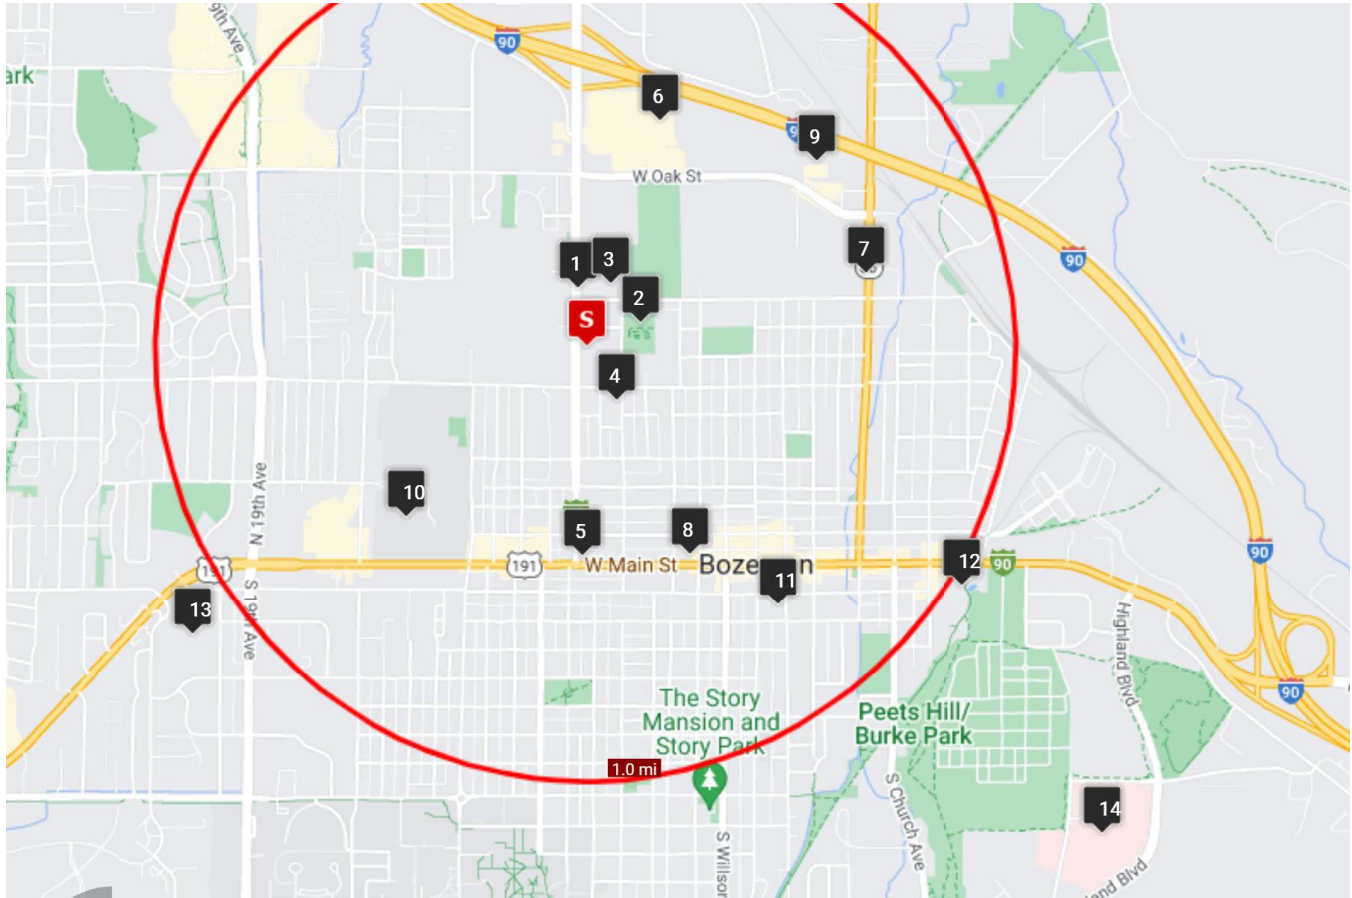 9th Ave
90
ark
6
9
9
W Oak St
1
3
7
2
S
90
4
N 19th Ave
10
5
8
191
191
W Main St
Boze
n
11
12
90
90
13
S 19th Ave
Highland Blvd
The Story
Mansion and
Story Park
Peets Hill/
Burke Park
90
1.0 mi
S Willson
S Church Ave
14
land Blvd